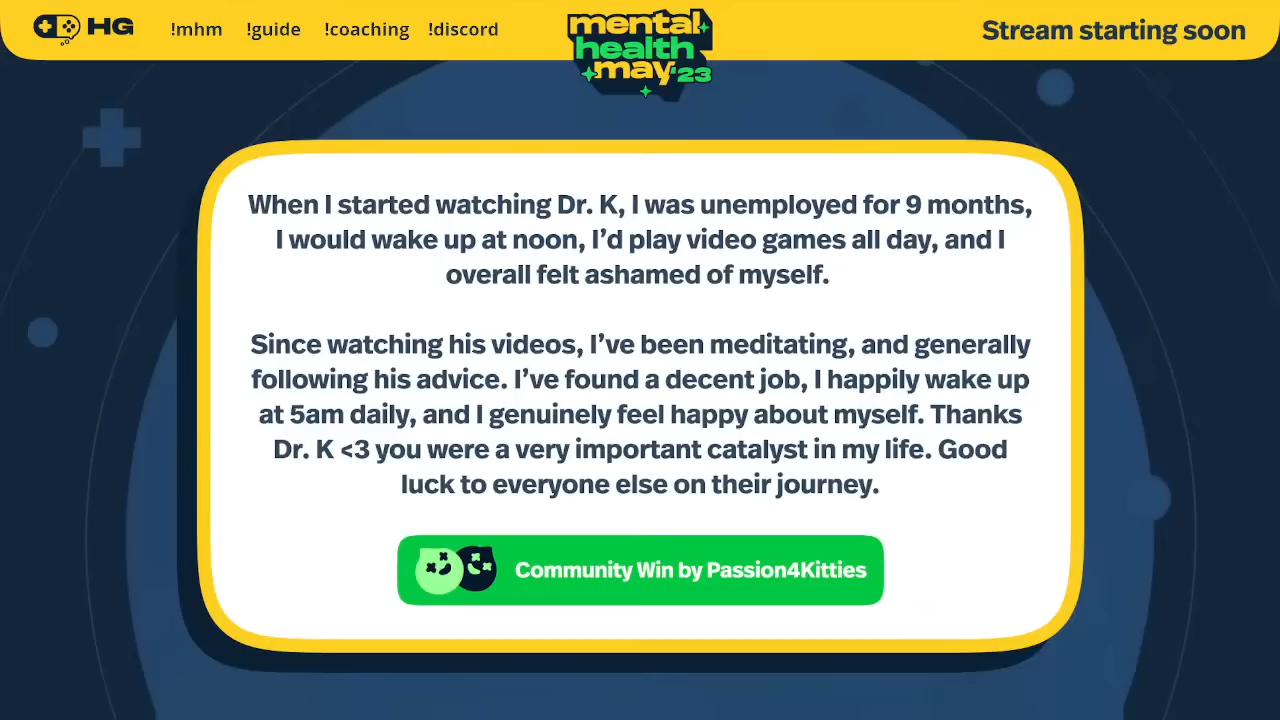 HG !mhm !guide !coaching !discord
mental
health
may'23
Stream starting soon
When I started watching Dr. K, I was unemployed for 9 months,
I would wake up at noon, I’d play video games all day, and I
overall felt ashamed of myself.
Since watching his videos, I’ve been meditating, and generally
following his advice. I’ve found a decent job, I happily wake up
at 5am daily, and I genuinely feel happy about myself. Thanks
Dr. K <3 you were a very important catalyst in my life. Good
luck to everyone else on their journey.
Community Win by Passion4Kitties